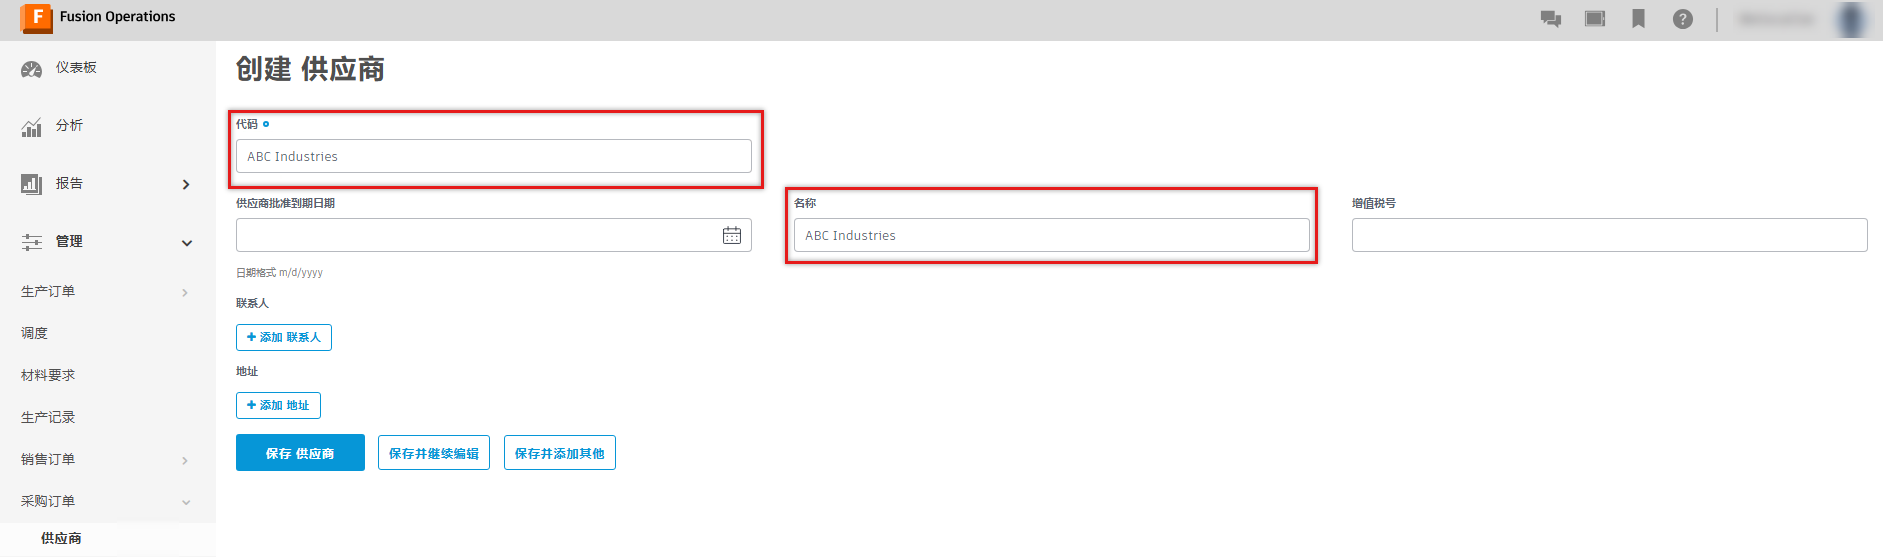 Fusion Operations
仪表板
分析
报告
管理
生产订单
调度
材料要求
生产记录
销售订单
采购订单
供应商
创建 供应商
代码
ABC Industries
供应商批准到期日期
名称
ABC Industries
增值税号
日期格式 m/d/yyyy
联系人
+ 添加 联系人
地址
+ 添加 地址
保存 供应商
保存并继续编辑
保存并添加其他